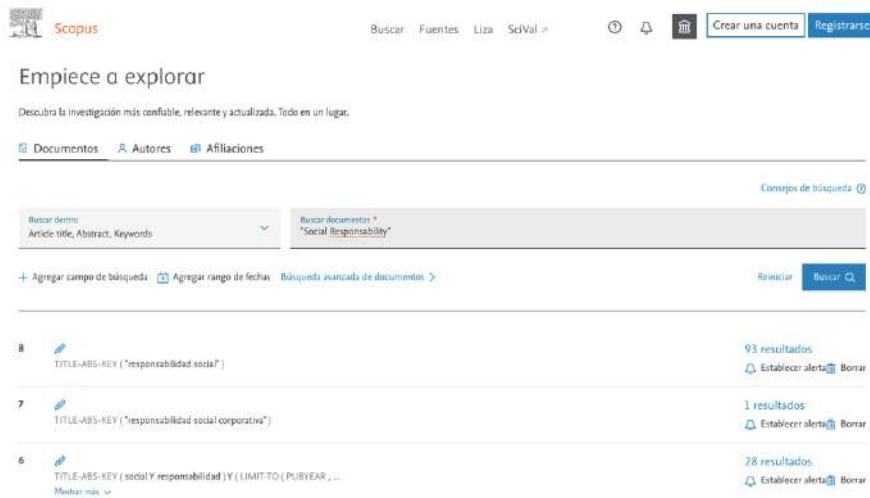 Scopus
Buscar Fuentes Liza SciVal ↗
Crear una cuenta
Registrarse
Empiece a explorar
Descubra la investigación más confiable, relevante y actualizada. Todo en un lugar.
Documentos Autores Afiliaciones
Consejos de búsqueda
Buscar dentro
Article title, Abstract, Keywords
Buscar documentos *
"Social Responsability"
+ Agregar campo de búsqueda Agregar rango de fechas Búsqueda avanzada de documentos >
Reiniciar
Buscar
8
TITLE-ABS-KEY ( "responsabilidad social" )
93 resultados
Establecer alerta Borrar
7
TITLE-ABS-KEY ( "responsabilidad social corporativa")
1 resultados
Establecer alerta Borrar
6
TITLE-ABS-KEY ( social Y responsabilidad ) Y ( LIMIT-TO ( PUBYEAR , ...
Mostrar más
28 resultados
Establecer alerta Borrar